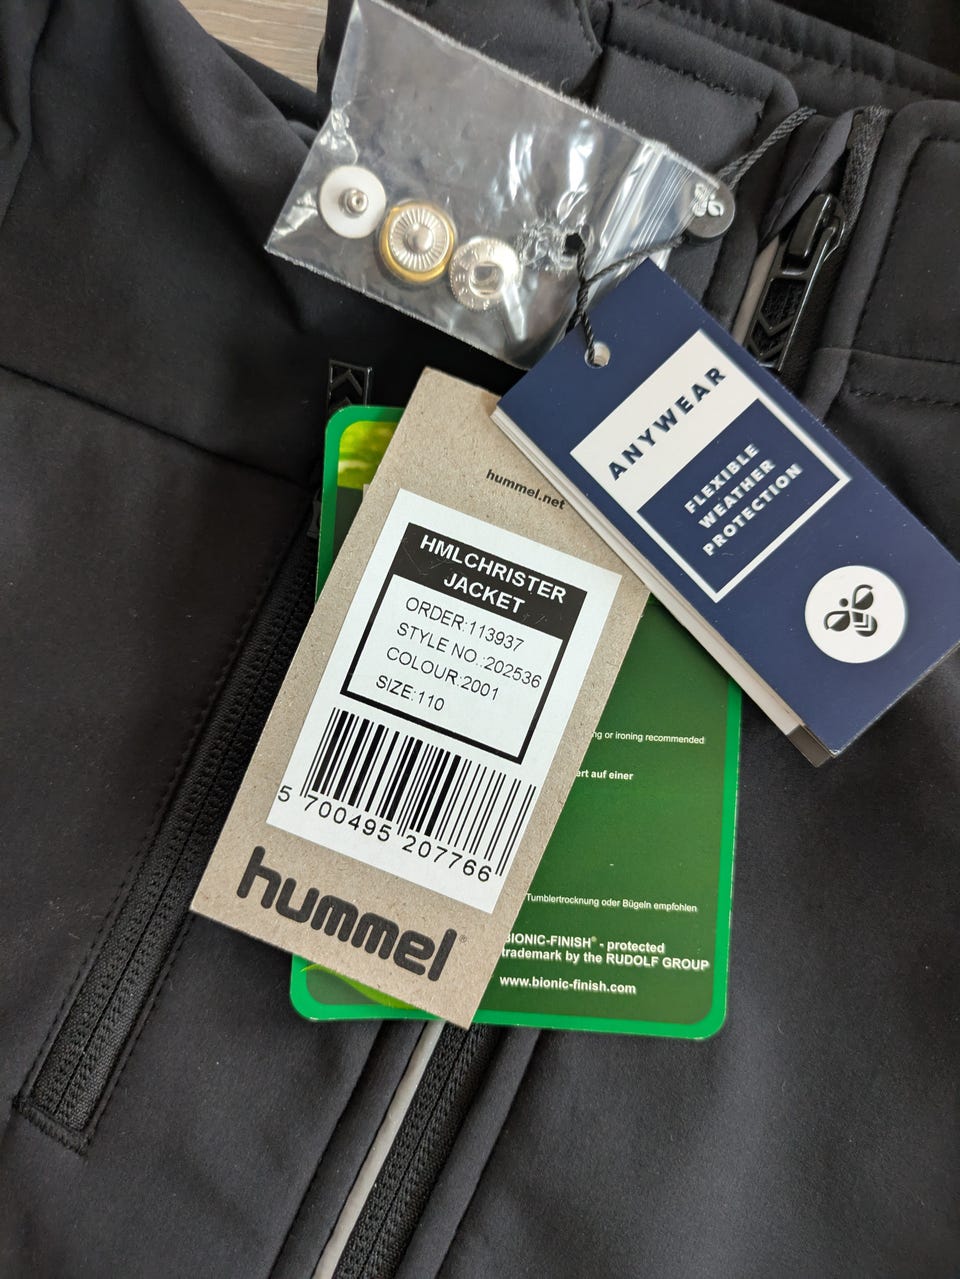 ANYWEAR
FLEXIBLE
WEATHER
PROTECTION
hummel.net
HMLCHRISTER
JACKET
ORDER:113937
STYLE NO.:202536
COLOUR:2001
SIZE:110
5 700495 207766
hummel®
ng or ironing recommended
ert auf einer
Tumblertrocknung oder Bügeln empfohlen
BIONIC-FINISH® - protected
trademark by the RUDOLF GROUP
www.bionic-finish.com